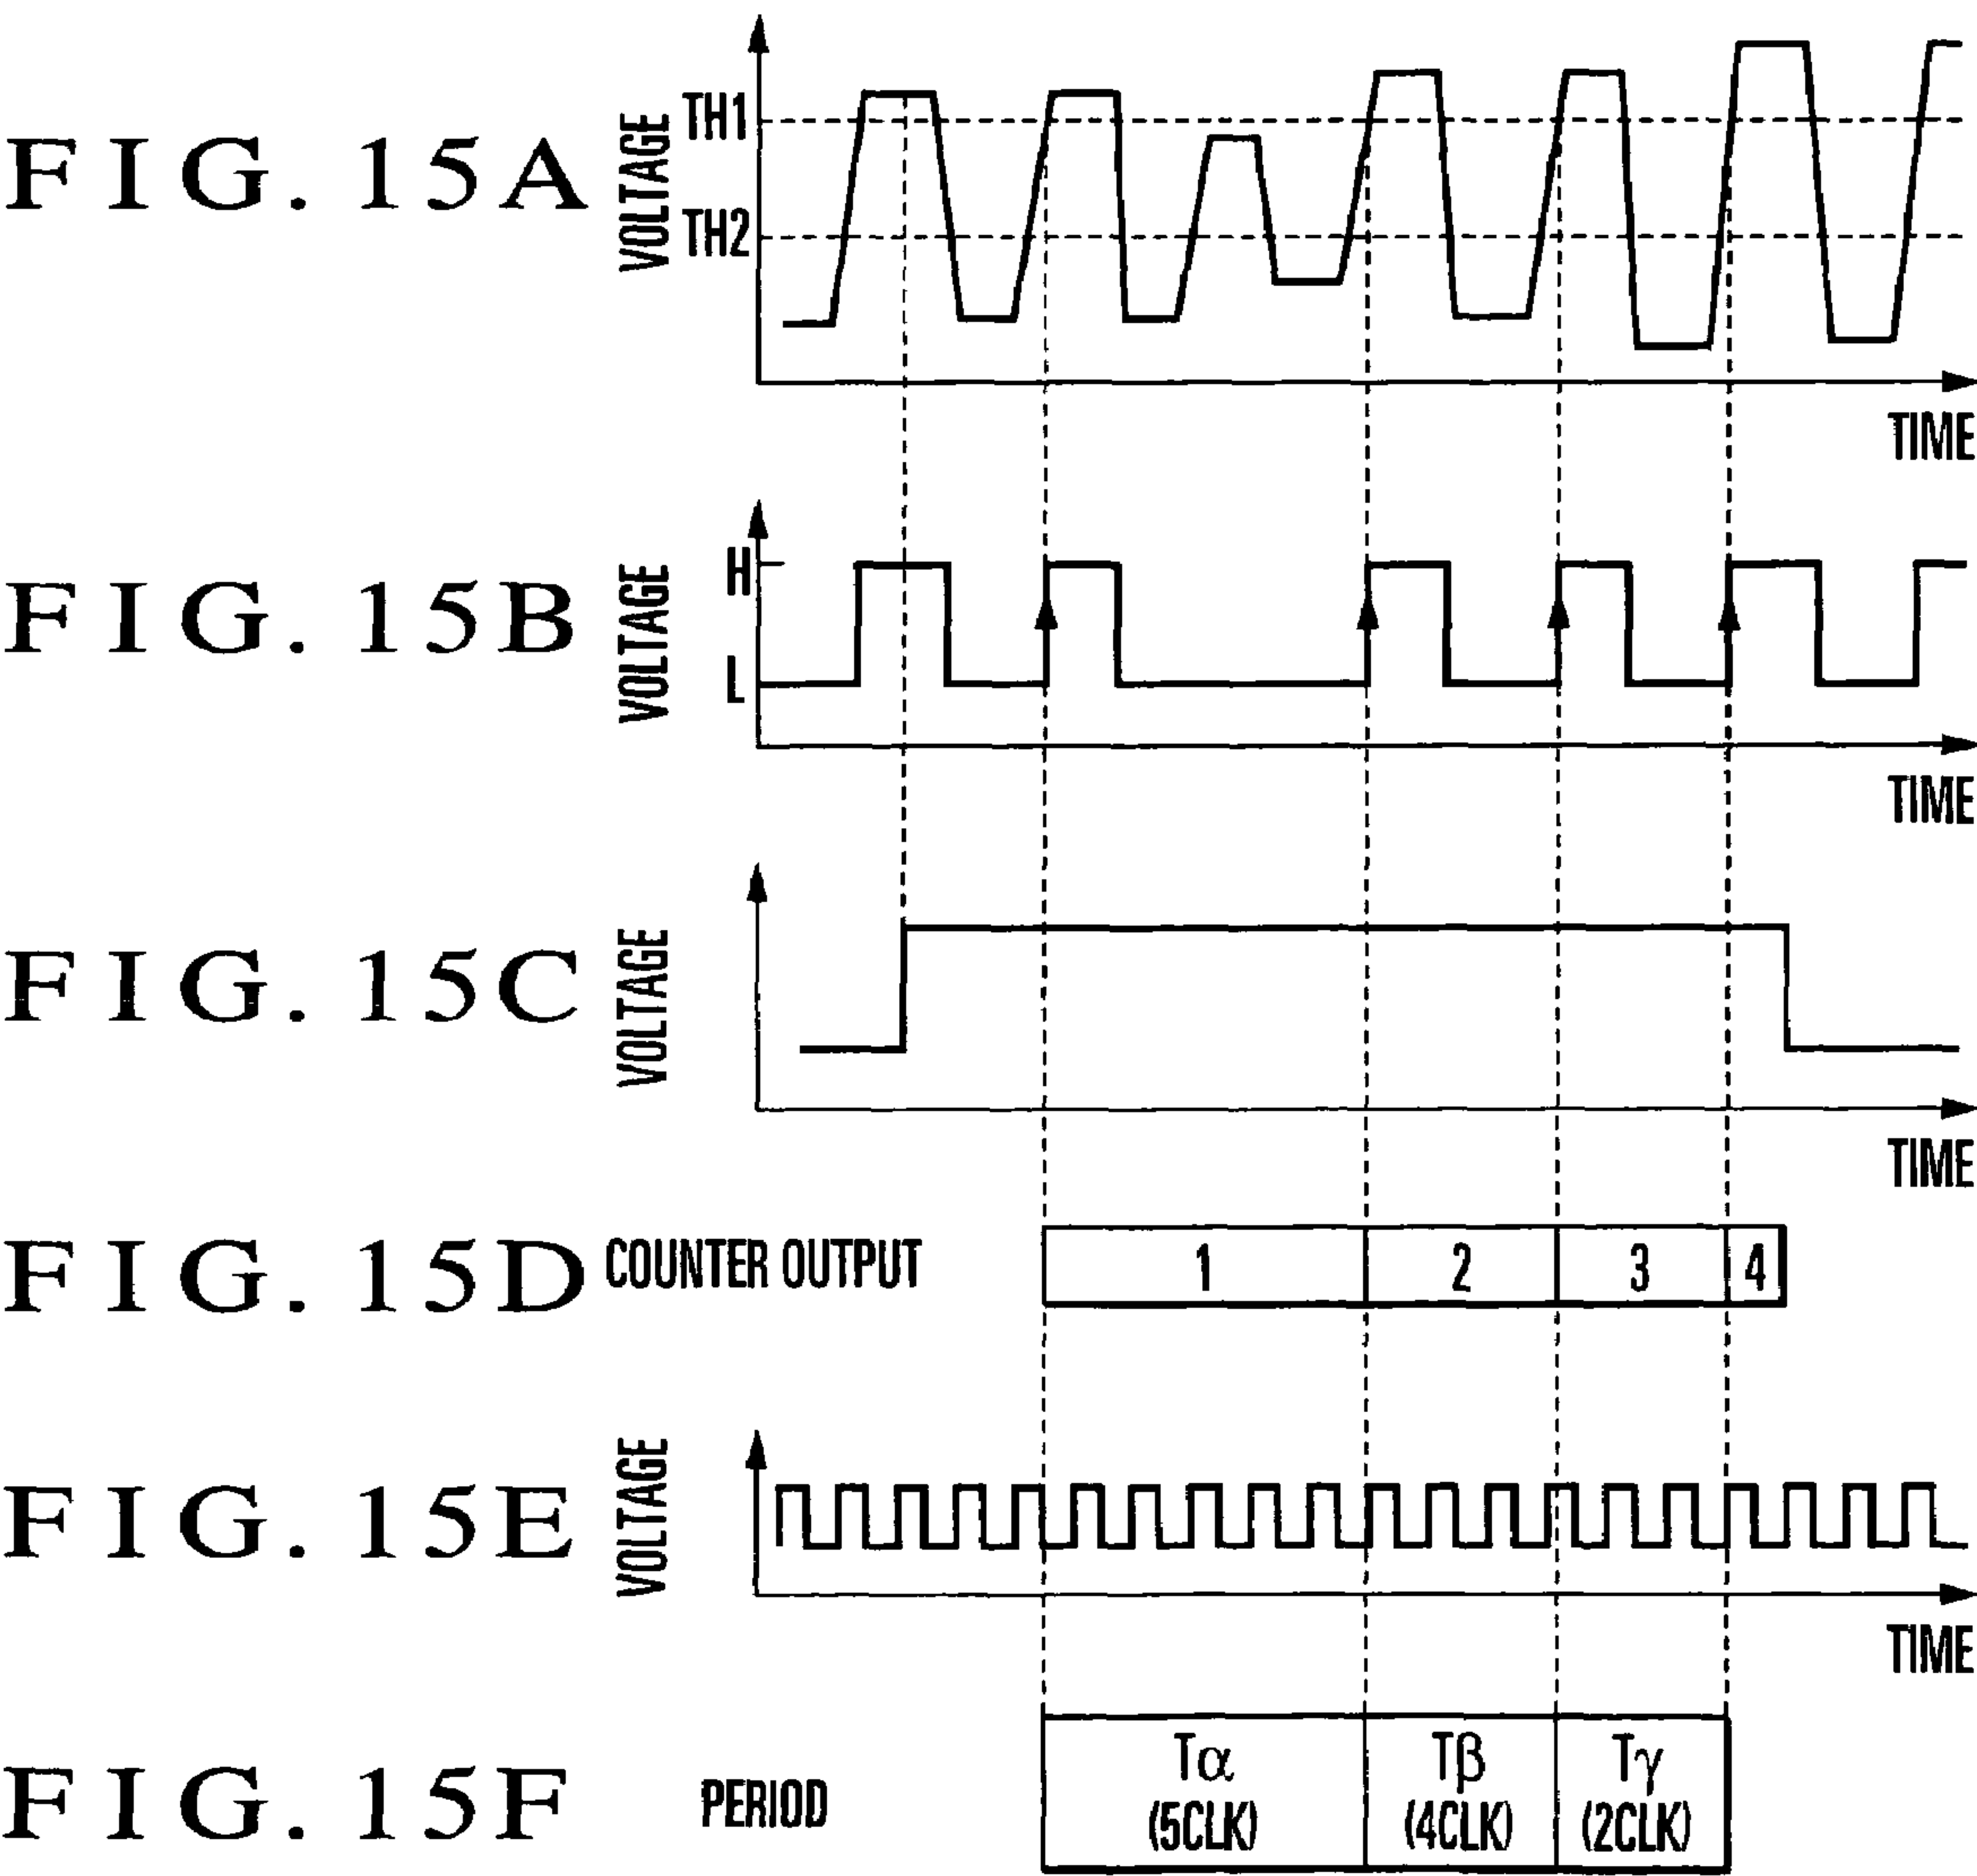 FIG. 15A
VOLTAGE
TH1
TH2
TIME
FIG. 15B
VOLTAGE
H
L
TIME
FIG. 15C
VOLTAGE
TIME
FIG. 15D
COUNTER OUTPUT
1
2
3
4
FIG. 15E
VOLTAGE
TIME
FIG. 15F
PERIOD
Tα
(5CLK)
Tβ
(4CLK)
Tγ
(2CLK)